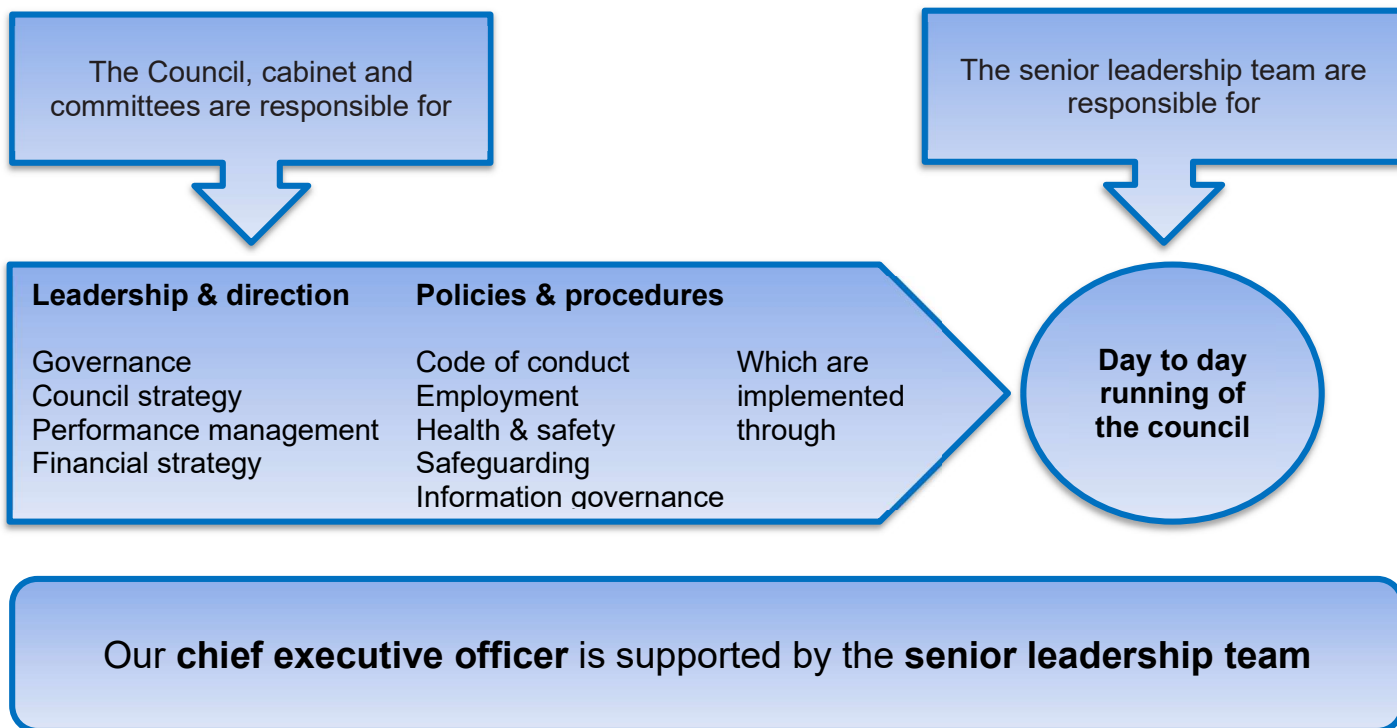 The Council, cabinet and
committees are responsible for
The senior leadership team are
responsible for
Leadership & direction
Governance
Council strategy
Performance management
Financial strategy
Policies & procedures
Code of conduct
Employment
Health & safety
Safeguarding
Information governance
Which are
implemented
through
Day to day
running of
the council
Our chief executive officer is supported by the senior leadership team